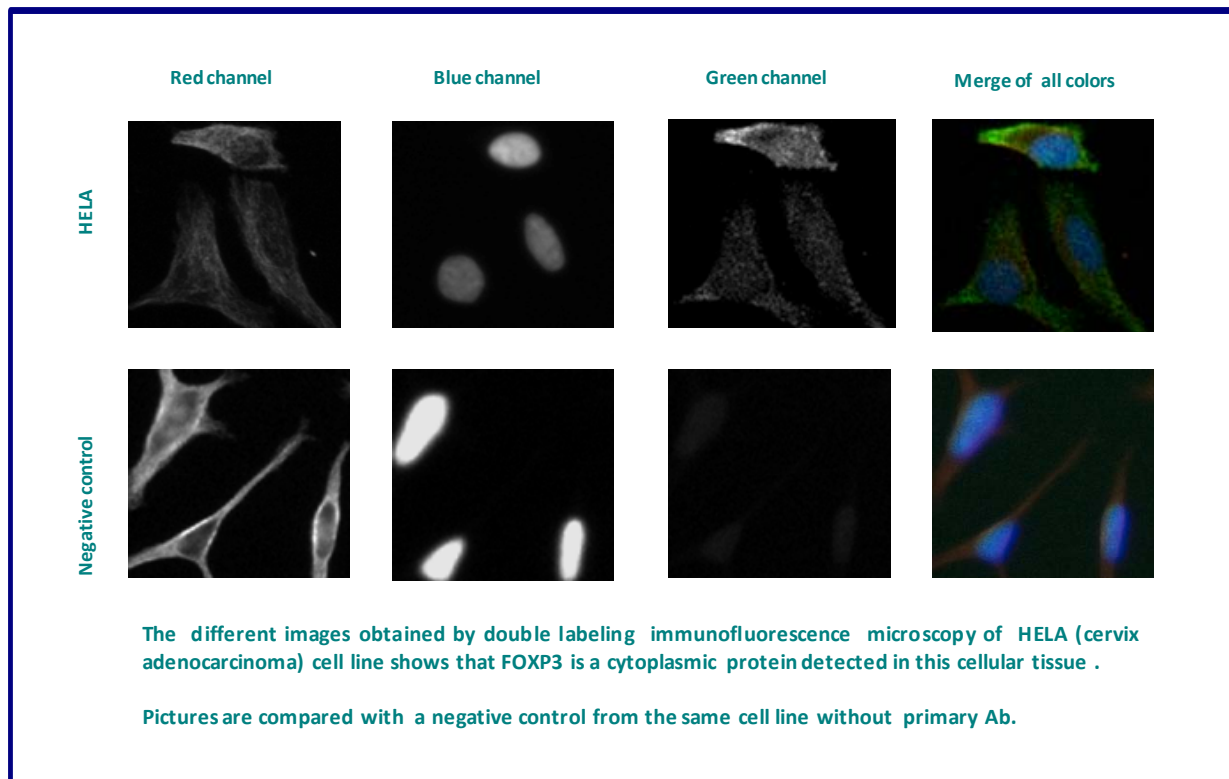 Red channel
Blue channel
Green channel
Merge of all colors
HELA
Negative control
The different images obtained by double labeling immunofluorescence microscopy of HELA (cervix
adenocarcinoma) cell line shows that FOXP3 is a cytoplasmic protein detected in this cellular tissue .
Pictures are compared with a negative control from the same cell line without primary Ab.